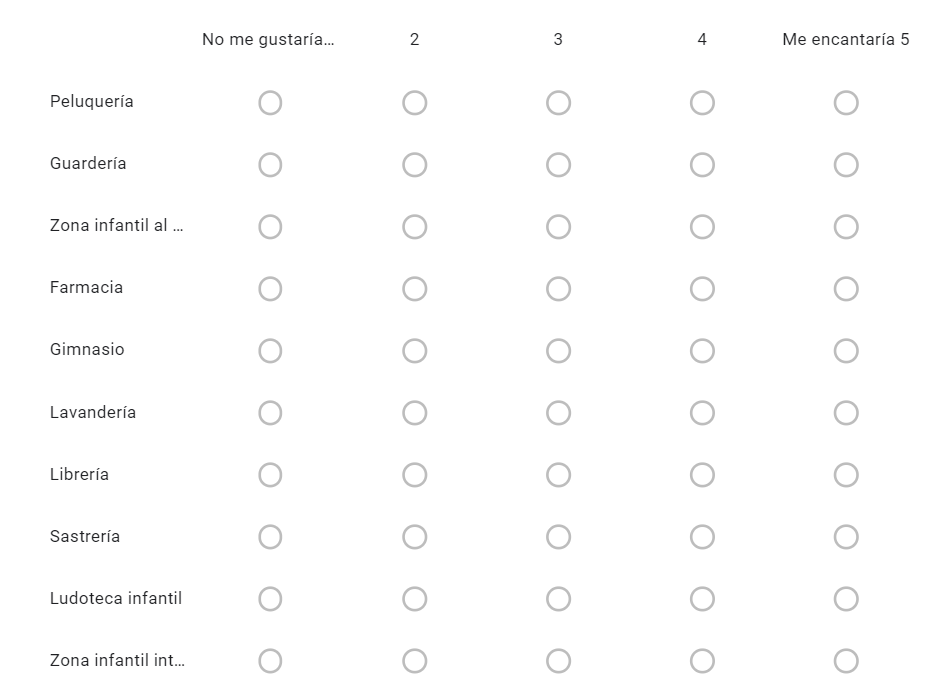 No me gustaría... 2 3 4 Me encantaría 5
Peluquería
Guardería
Zona infantil al ...
Farmacia
Gimnasio
Lavandería
Librería
Sastrería
Ludoteca infantil
Zona infantil int...